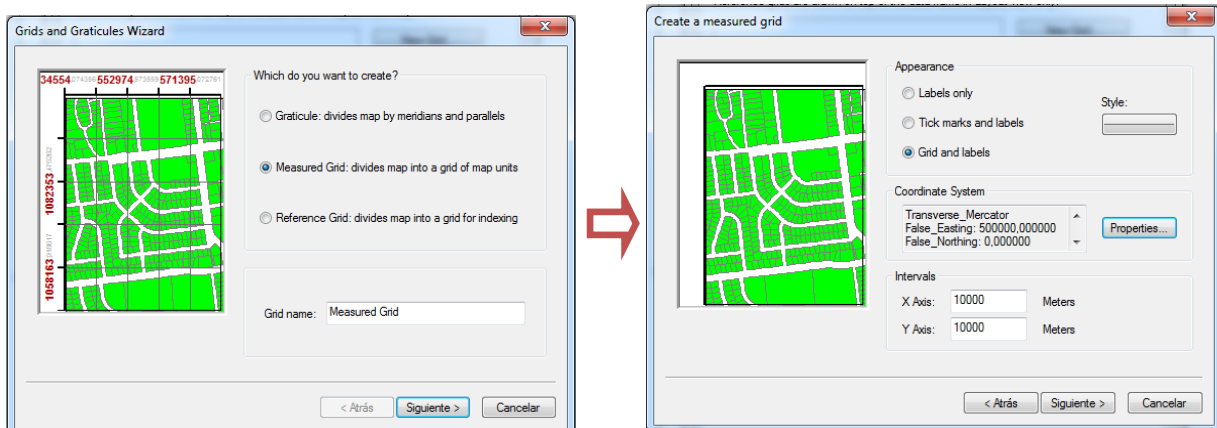 Grids and Graticules Wizard
34554 552974 571395
1082353
1058163
Which do you want to create?
Graticule: divides map by meridians and parallels
Measured Grid: divides map into a grid of map units
Reference Grid: divides map into a grid for indexing
Grid name: Measured Grid
< Atrás Siguiente > Cancelar
Create a measured grid
Appearance
Labels only
Tick marks and labels
Grid and labels
Style:
Coordinate System
Transverse_Mercator
False_Easting: 500000,000000
False_Northing: 0,000000
Properties...
Intervals
X Axis: 10000 Meters
Y Axis: 10000 Meters
< Atrás Siguiente > Cancelar